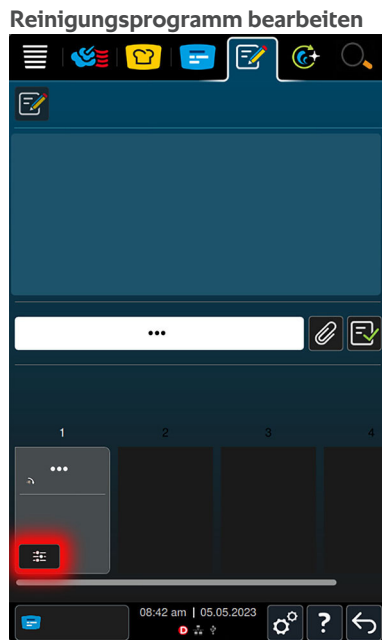 Reinigungsprogramm bearbeiten
•••
1 2 3 4
•••
08:42 am | 05.05.2023
D
?